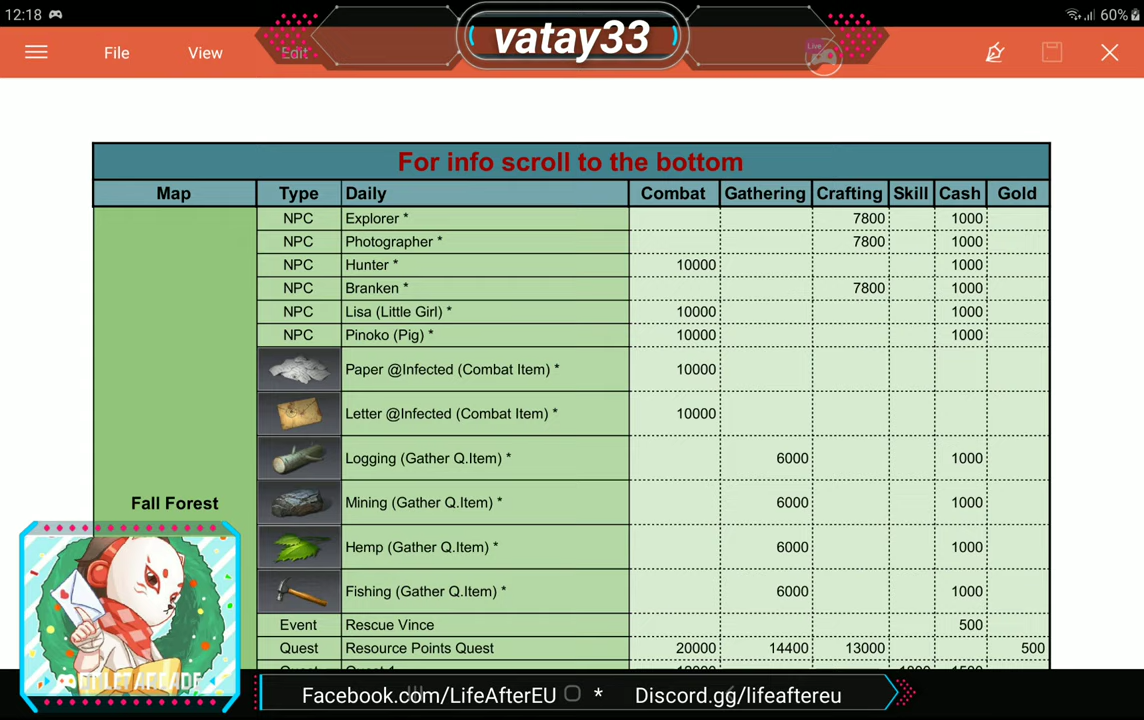 12:18
60%
vatay33
File View Edit
Live
For info scroll to the bottom
Map Type Daily Combat Gathering Crafting Skill Cash Gold
NPC Explorer * 7800 1000
NPC Photographer * 7800 1000
NPC Hunter * 10000 1000
NPC Branken * 7800 1000
NPC Lisa (Little Girl) * 10000 1000
NPC Pinoko (Pig) * 10000 1000
Paper @Infected (Combat Item) * 10000
Letter @Infected (Combat Item) * 10000
Logging (Gather Q.Item) * 6000 1000
Fall Forest Mining (Gather Q.Item) * 6000 1000
Hemp (Gather Q.Item) * 6000 1000
Fishing (Gather Q.Item) * 6000 1000
Event Rescue Vince 500
Quest Resource Points Quest 20000 14400 13000 500
Facebook.com/LifeAfterEU * Discord.gg/lifeaftereu